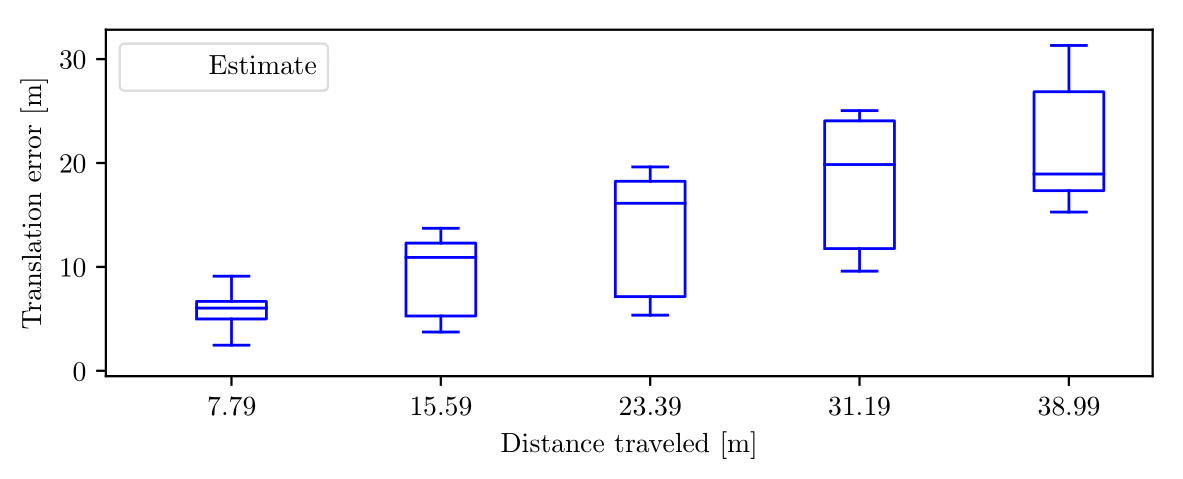 Estimate
Translation error [m]
30
20
10
0
7.79 15.59 23.39 31.19 38.99
Distance traveled [m]